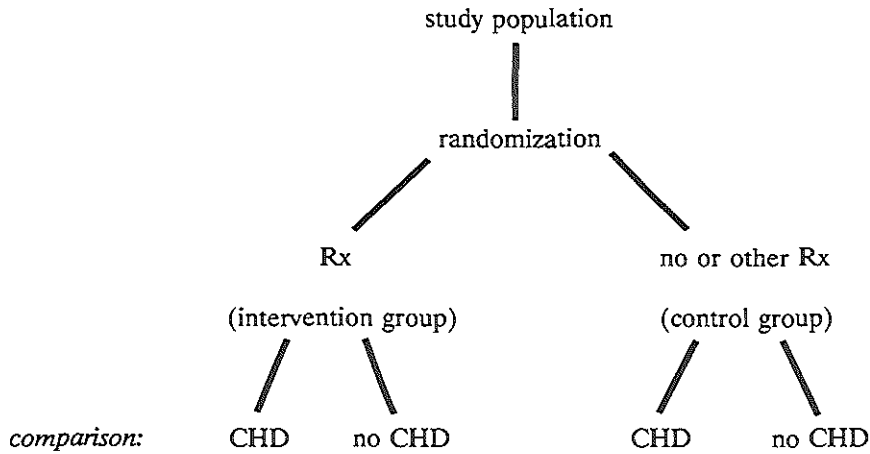 study population
randomization
Rx no or other Rx
(intervention group) (control group)
comparison: CHD no CHD CHD no CHD